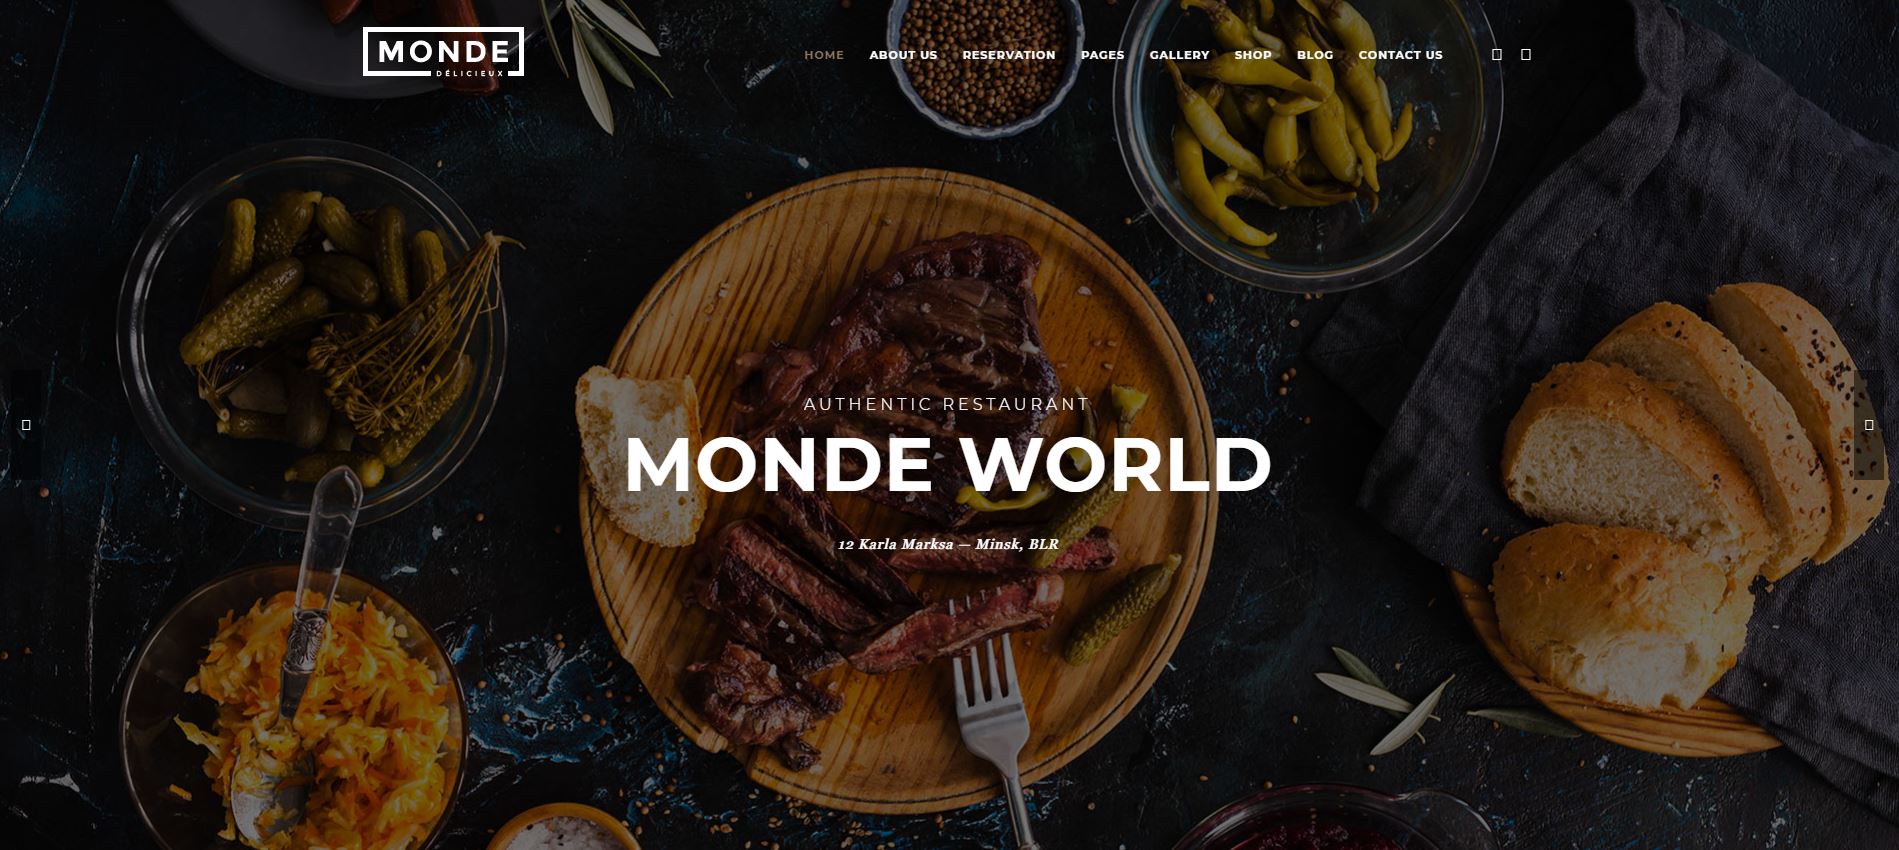 MONDE
DÉLICIEUX
HOME ABOUT US RESERVATION PAGES GALLERY SHOP BLOG CONTACT US
AUTHENTIC RESTAURANT
MONDE WORLD
12 Karla Marksa — Minsk, BLR